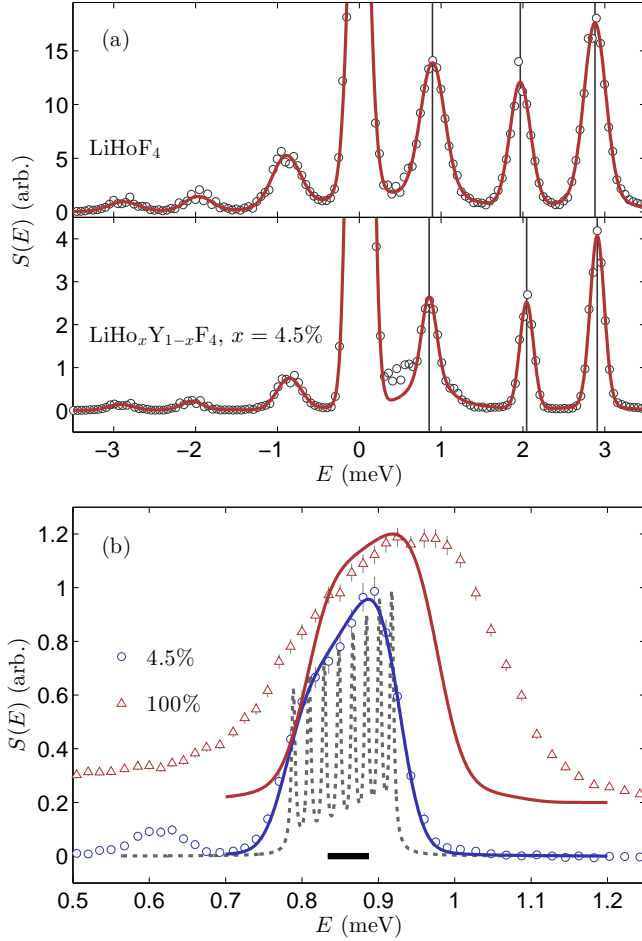 (a)
15
10
5
0
LiHoF₄
S(E) (arb.)
4
3
2
1
0
LiHoₓY₁₋ₓF₄, x = 4.5%
−3 −2 −1 0 1 2 3
E (meV)
(b)
1.2
1
0.8
0.6
0.4
0.2
0
S(E) (arb.)
4.5%
100%
0.5 0.6 0.7 0.8 0.9 1 1.1 1.2
E (meV)